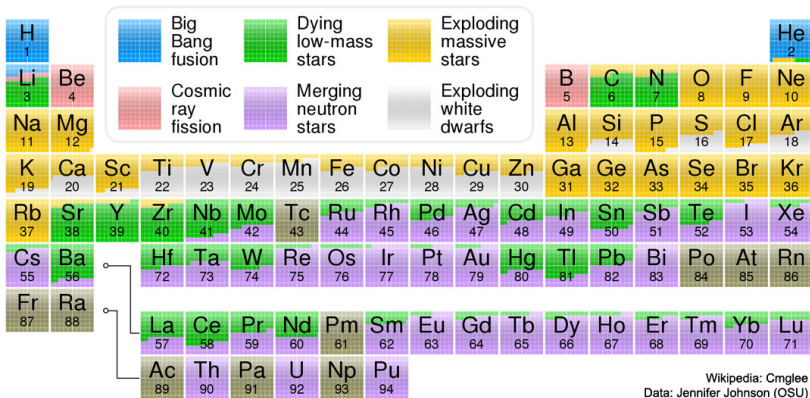 Big Bang fusion
Dying low-mass stars
Exploding massive stars
Cosmic ray fission
Merging neutron stars
Exploding white dwarfs
H He
1 2
Li Be B C N O F Ne
3 4 5 6 7 8 9 10
Na Mg Al Si P S Cl Ar
11 12 13 14 15 16 17 18
K Ca Sc Ti V Cr Mn Fe Co Ni Cu Zn Ga Ge As Se Br Kr
19 20 21 22 23 24 25 26 27 28 29 30 31 32 33 34 35 36
Rb Sr Y Zr Nb Mo Tc Ru Rh Pd Ag Cd In Sn Sb Te I Xe
37 38 39 40 41 42 43 44 45 46 47 48 49 50 51 52 53 54
Cs Ba Hf Ta W Re Os Ir Pt Au Hg Tl Pb Bi Po At Rn
55 56 72 73 74 75 76 77 78 79 80 81 82 83 84 85 86
Fr Ra
87 88
La Ce Pr Nd Pm Sm Eu Gd Tb Dy Ho Er Tm Yb Lu
57 58 59 60 61 62 63 64 65 66 67 68 69 70 71
Ac Th Pa U Np Pu
89 90 91 92 93 94
Wikipedia: Cmglee
Data: Jennifer Johnson (OSU)